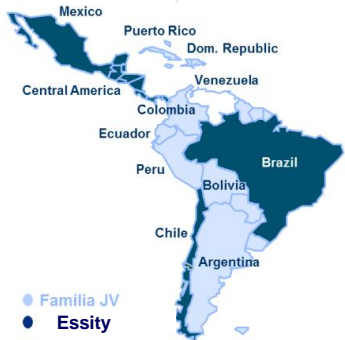 Mexico
Puerto Rico
Dom. Republic
Central America
Venezuela
Colombia
Ecuador
Peru
Brazil
Bolivia
Chile
Argentina
Familia JV
Essity